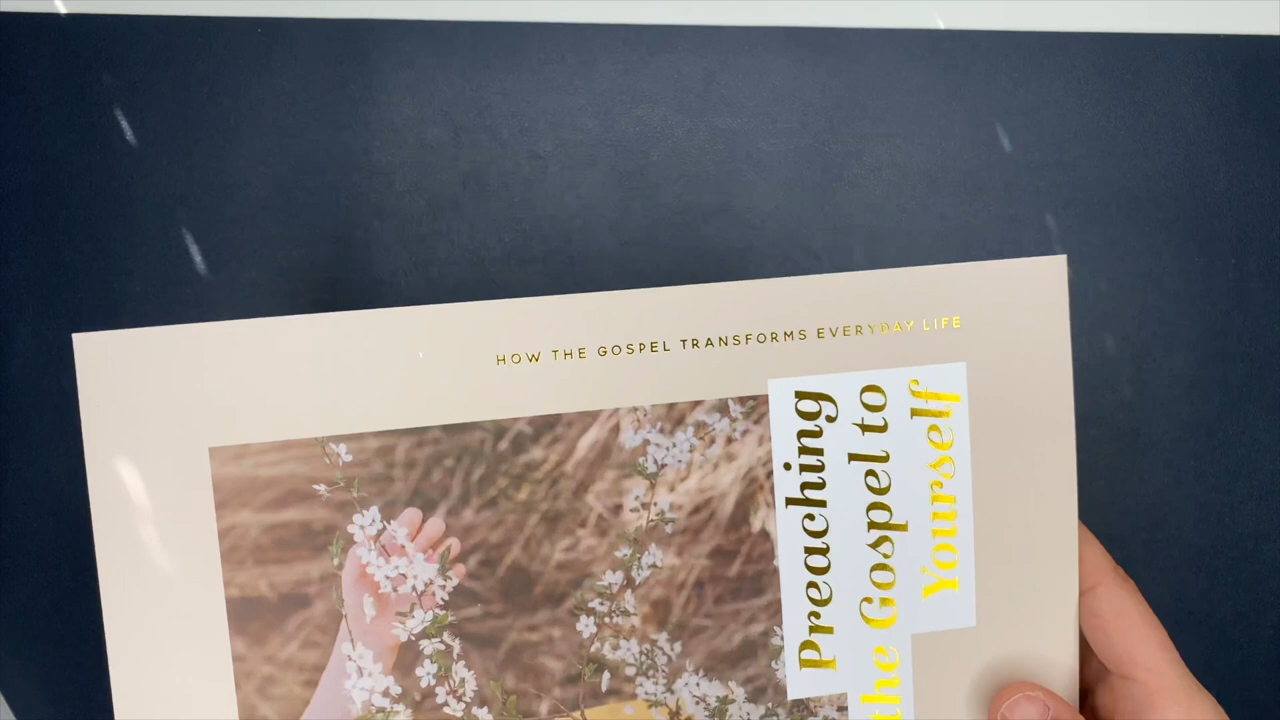 HOW THE GOSPEL TRANSFORMS EVERYDAY LIFE
Preaching
the Gospel to
Yourself